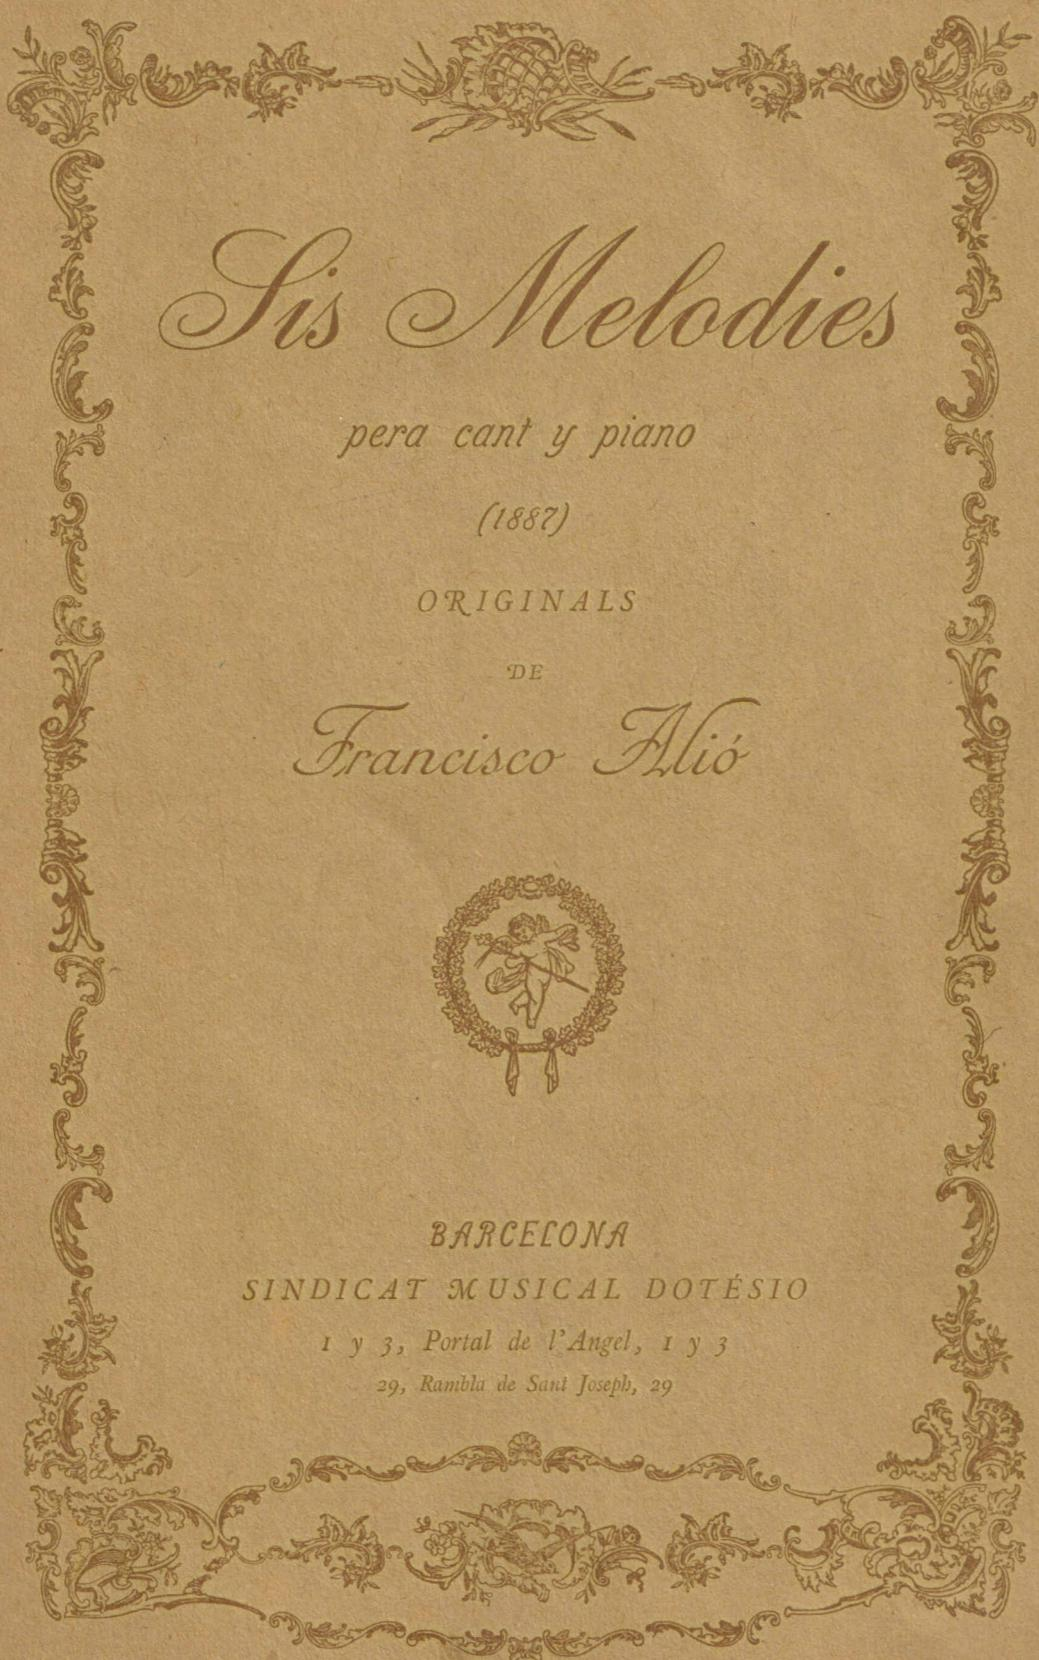 Sis Melodies
pera cant y piano
(1887)
ORIGINALS
DE
Francisco Alió
BARCELONA
SINDICAT MUSICAL DOTÉSIO
1 y 3, Portal de l'Angel, 1 y 3
29, Rambla de Sant Joseph, 29